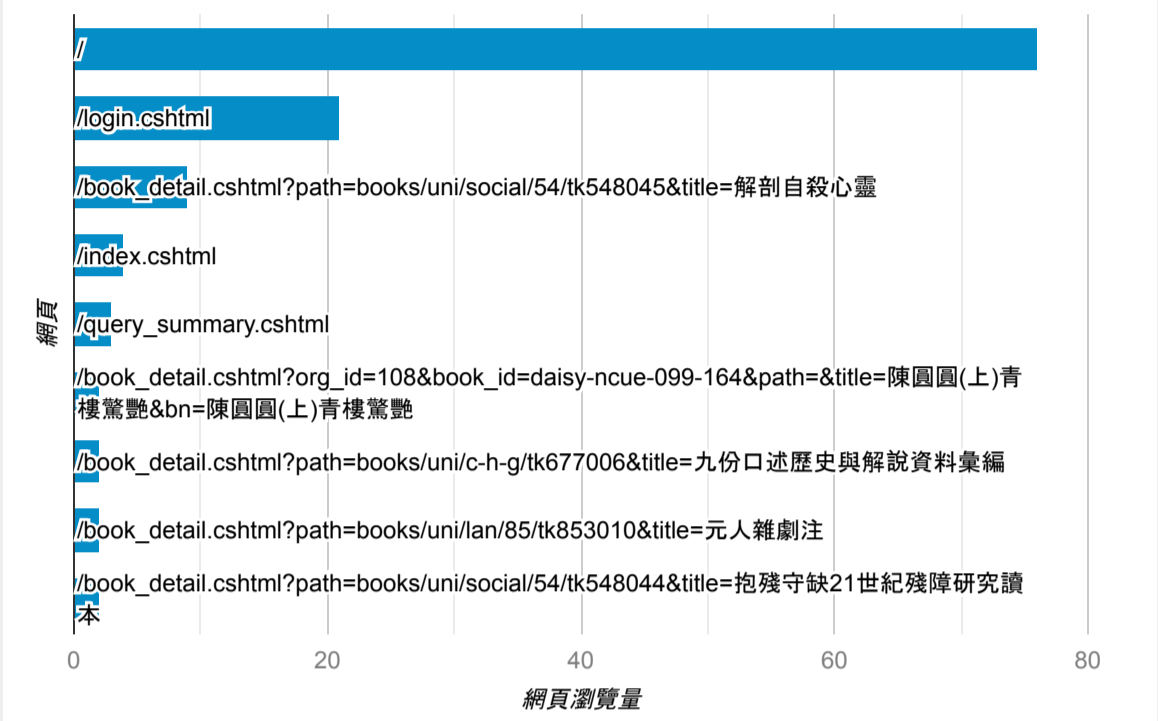 /
/login.cshtml
/book_detail.cshtml?path=books/uni/social/54/tk548045&title=解剖自殺心靈
/index.cshtml
/query_summary.cshtml
網頁
/book_detail.cshtml?org_id=108&book_id=daisy-ncue-099-164&path=&title=陳圓圓(上)青
樓驚艷&bn=陳圓圓(上)青樓驚艷
/book_detail.cshtml?path=books/uni/c-h-g/tk677006&title=九份口述歷史與解說資料彙編
/book_detail.cshtml?path=books/uni/lan/85/tk853010&title=元人雜劇注
/book_detail.cshtml?path=books/uni/social/54/tk548044&title=抱殘守缺21世紀殘障研究讀
本
0 20 40 60 80
網頁瀏覽量